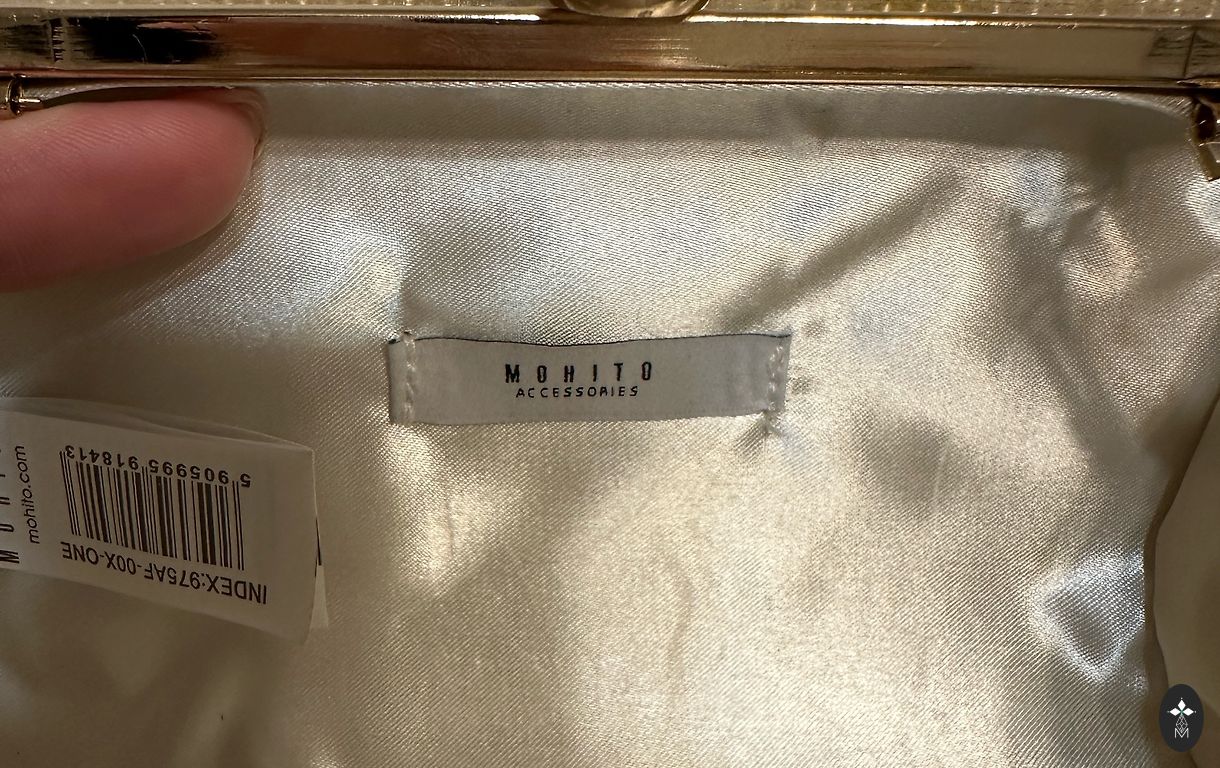 MOHITO
ACCESSORIES
mohito.com
5 905995 918413
INDEX:975AF-00X-ONE
M